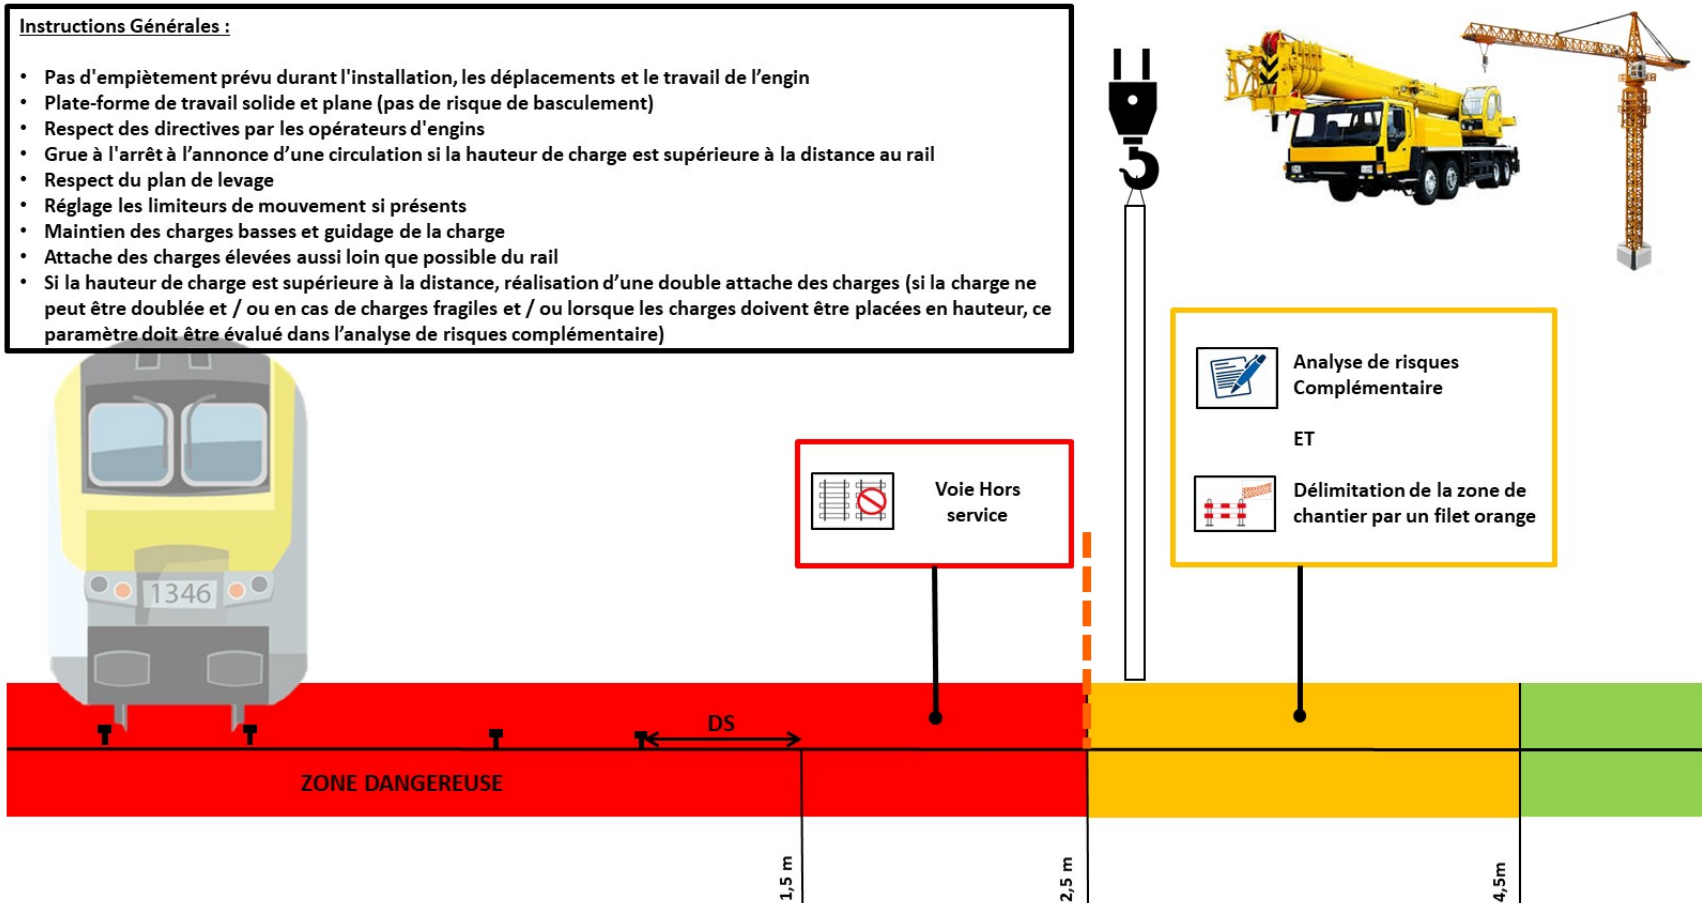 Instructions Générales :
• Pas d'empiètement prévu durant l'installation, les déplacements et le travail de l’engin
• Plate-forme de travail solide et plane (pas de risque de basculement)
• Respect des directives par les opérateurs d'engins
• Grue à l'arrêt à l’annonce d’une circulation si la hauteur de charge est supérieure à la distance au rail
• Respect du plan de levage
• Réglage les limiteurs de mouvement si présents
• Maintien des charges basses et guidage de la charge
• Attache des charges élevées aussi loin que possible du rail
• Si la hauteur de charge est supérieure à la distance, réalisation d’une double attache des charges (si la charge ne
peut être doublée et / ou en cas de charges fragiles et / ou lorsque les charges doivent être placées en hauteur, ce
paramètre doit être évalué dans l’analyse de risques complémentaire)
Analyse de risques
Complémentaire
ET
Délimitation de la zone de
chantier par un filet orange
Voie Hors
service
1346
DS
ZONE DANGEREUSE
1,5 m
2,5 m
4,5m